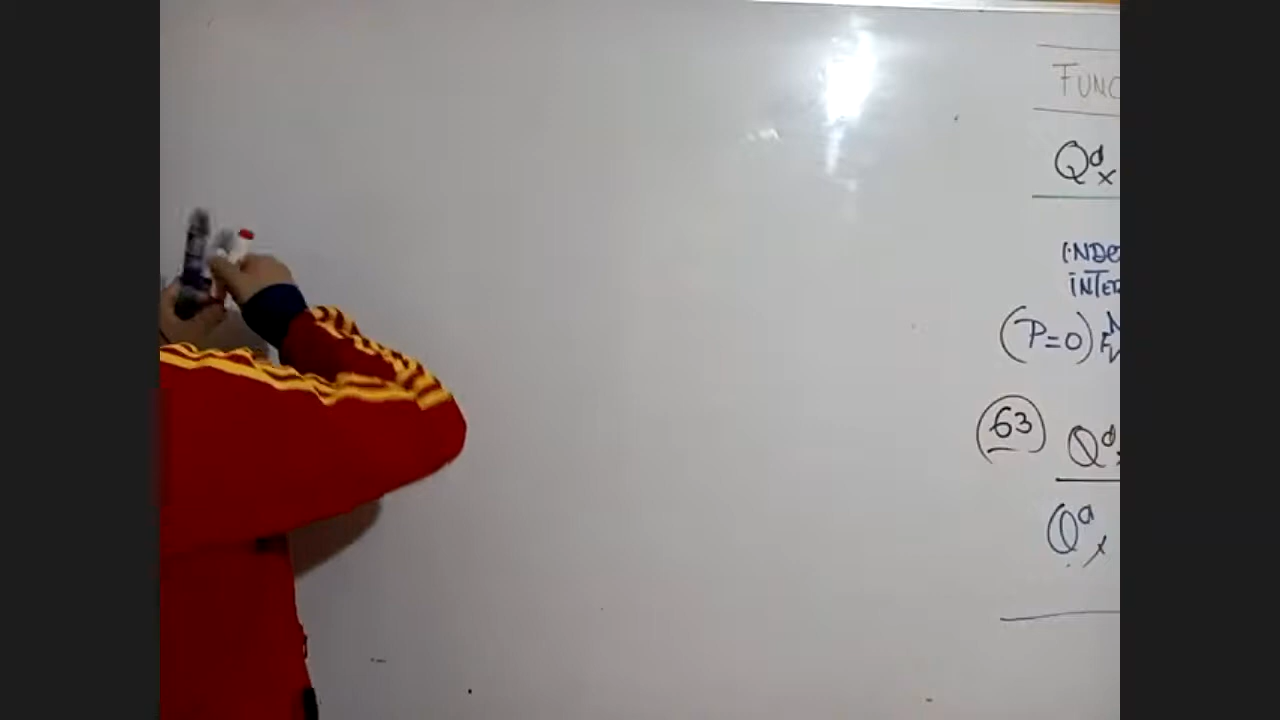 FUNC
Qdx
INDE
INTE
(P=0)
63 Qd
Qax